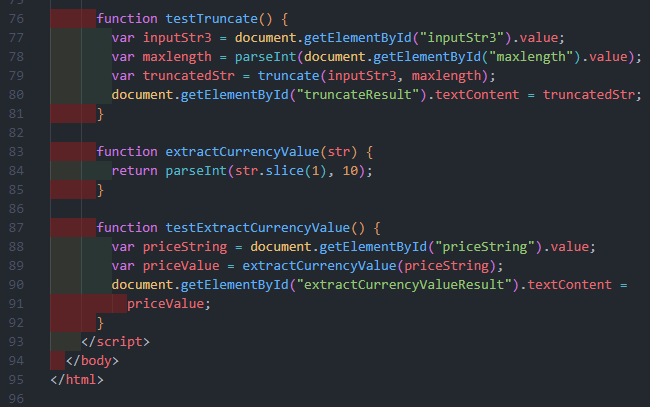 76 function testTruncate() {
77 var inputStr3 = document.getElementById("inputStr3").value;
78 var maxlength = parseInt(document.getElementById("maxlength").value);
79 var truncatedStr = truncate(inputStr3, maxlength);
80 document.getElementById("truncateResult").textContent = truncatedStr;
81 }
82
83 function extractCurrencyValue(str) {
84 return parseInt(str.slice(1), 10);
85 }
86
87 function testExtractCurrencyValue() {
88 var priceString = document.getElementById("priceString").value;
89 var priceValue = extractCurrencyValue(priceString);
90 document.getElementById("extractCurrencyValueResult").textContent =
91 priceValue;
92 }
93 </script>
94 </body>
95 </html>
96